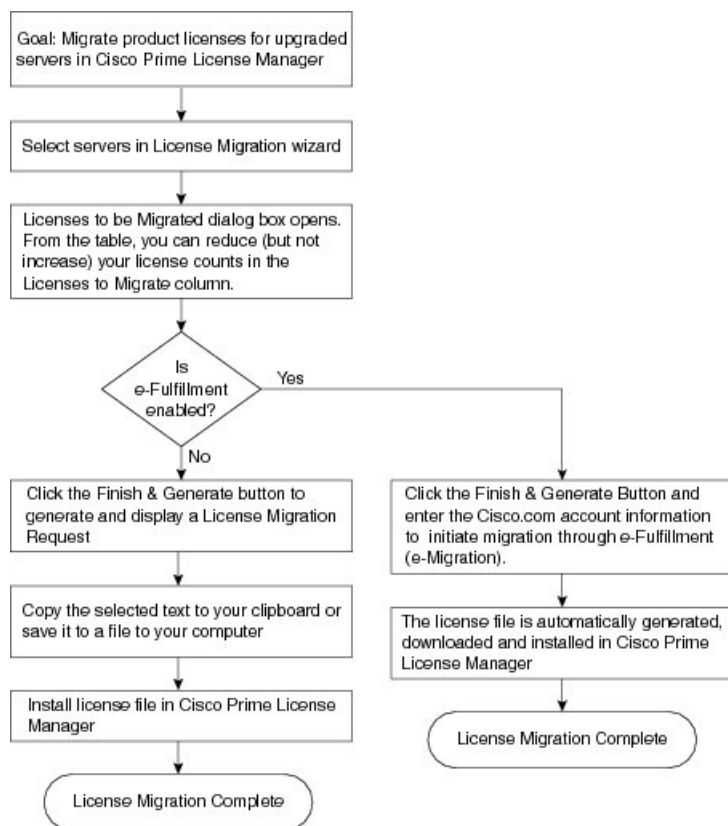 Goal: Migrate product licenses for upgraded
servers in Cisco Prime License Manager
Select servers in License Migration wizard
Licenses to be Migrated dialog box opens.
From the table, you can reduce (but not
increase) your license counts in the
Licenses to Migrate column.
Is
e-Fulfillment
enabled?
Yes
No
Click the Finish & Generate button to
generate and display a License Migration
Request
Copy the selected text to your clipboard or
save it to a file to your computer
Install license file in Cisco Prime License
Manager
License Migration Complete
Click the Finish & Generate Button and
enter the Cisco.com account information
to initiate migration through e-Fulfillment
(e-Migration).
The license file is automatically generated,
downloaded and installed in Cisco Prime
License Manager
License Migration Complete